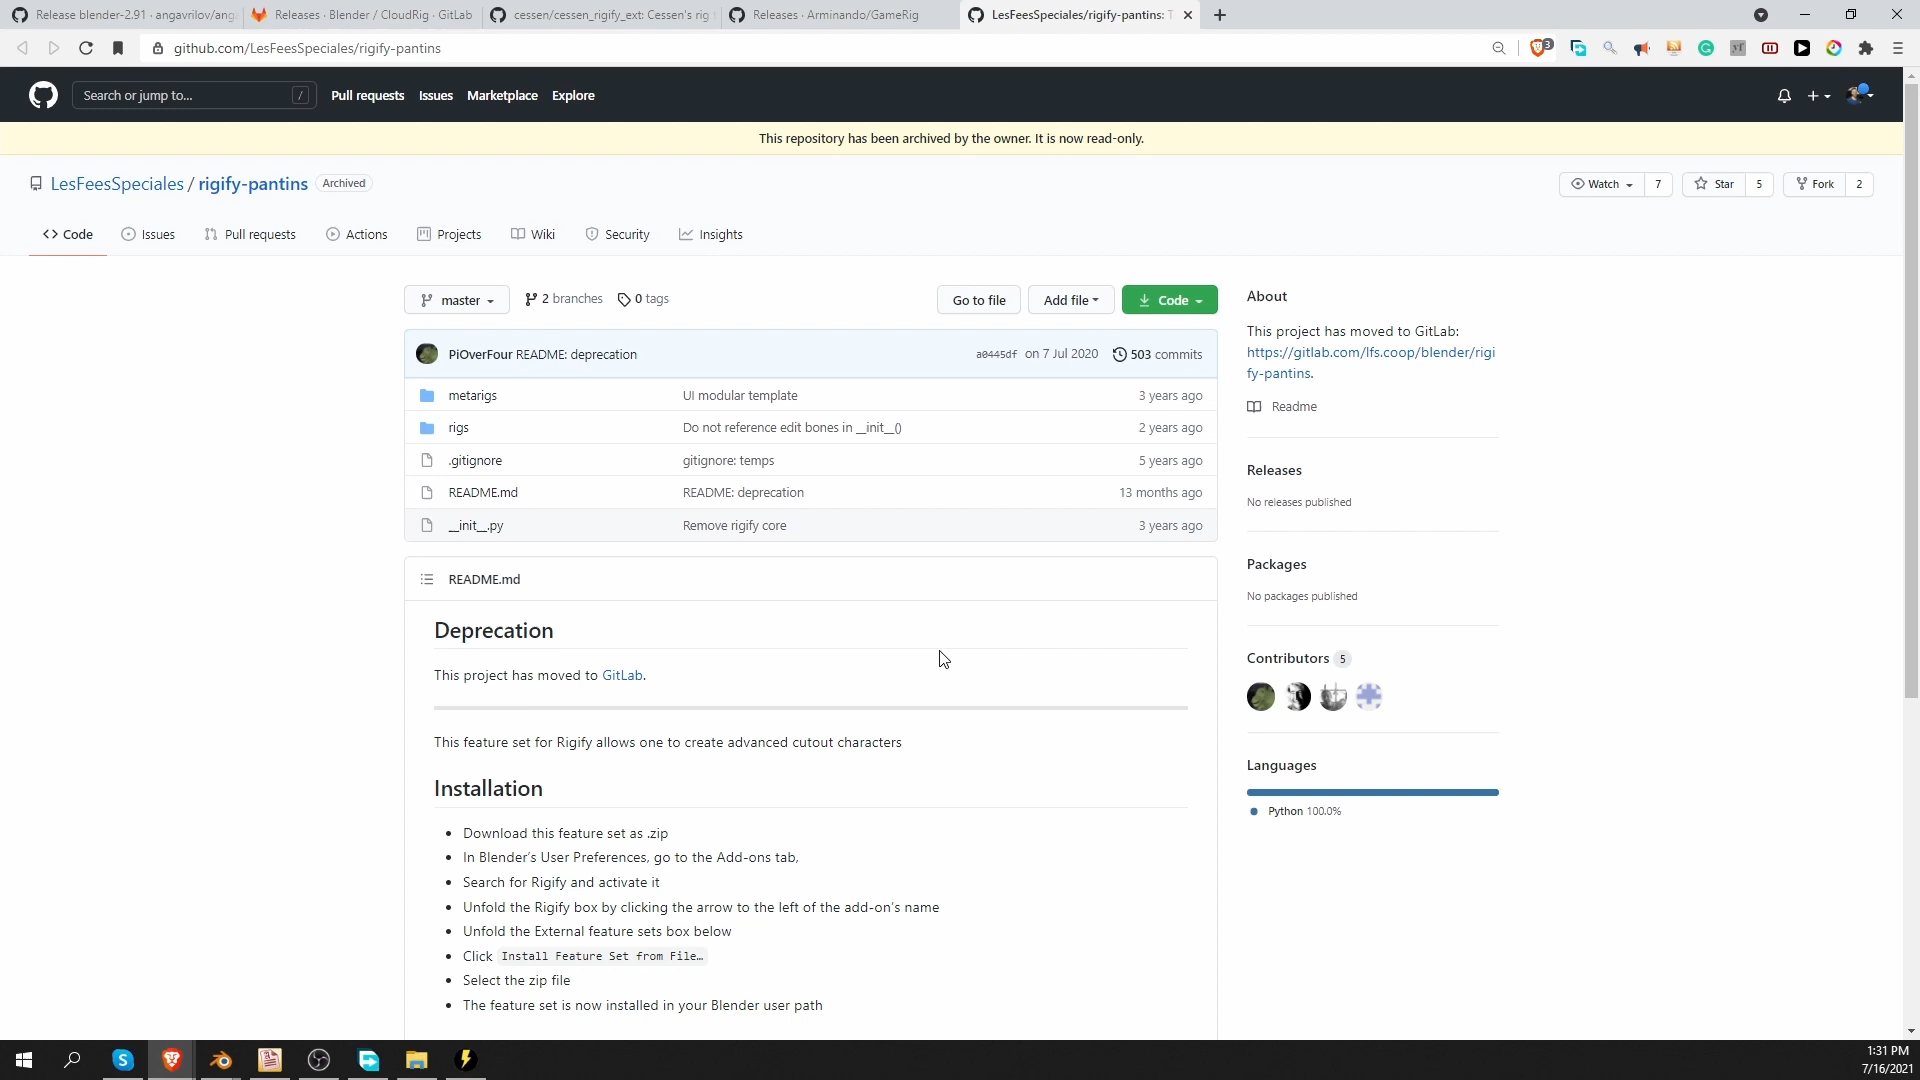 Release blender-2.91 · angavrilov/ang
Releases · Blender / CloudRig · GitLab
cessen/cessen_rigify_ext: Cessen's rig
Releases · Arminando/GameRig
LesFeesSpeciales/rigify-pantins: T
github.com/LesFeesSpeciales/rigify-pantins
3
Search or jump to...
/
Pull requests
Issues
Marketplace
Explore
This repository has been archived by the owner. It is now read-only.
LesFeesSpeciales / rigify-pantins
Archived
Watch
7
Star
5
Fork
2
Code
Issues
Pull requests
Actions
Projects
Wiki
Security
Insights
master
2 branches
0 tags
Go to file
Add file
Code
PiOverFour README: deprecation
a0445df on 7 Jul 2020
503 commits
metarigs
UI modular template
3 years ago
rigs
Do not reference edit bones in __init__()
2 years ago
.gitignore
gitignore: temps
5 years ago
README.md
README: deprecation
13 months ago
__init__.py
Remove rigify core
3 years ago
README.md
Deprecation
This project has moved to GitLab.
This feature set for Rigify allows one to create advanced cutout characters
Installation
• Download this feature set as .zip
• In Blender's User Preferences, go to the Add-ons tab,
• Search for Rigify and activate it
• Unfold the Rigify box by clicking the arrow to the left of the add-on's name
• Unfold the External feature sets box below
• Click Install Feature Set from File…
• Select the zip file
• The feature set is now installed in your Blender user path
About
This project has moved to GitLab:
https://gitlab.com/lfs.coop/blender/rigi
fy-pantins.
Readme
Releases
No releases published
Packages
No packages published
Contributors 5
Languages
Python 100.0%
1:31 PM
7/16/2021